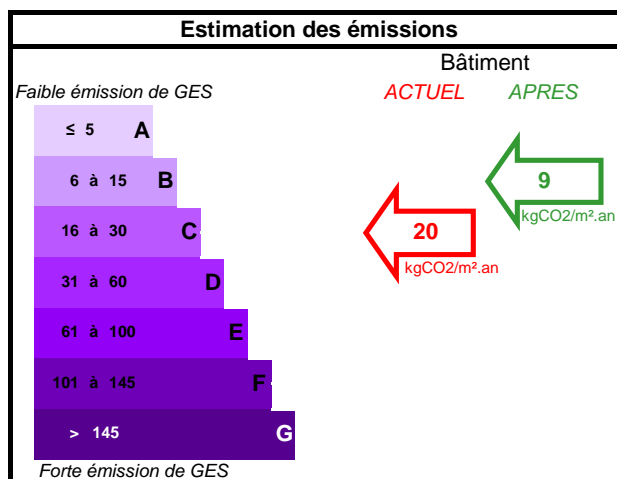 Estimation des émissions
Bâtiment
Faible émission de GES
ACTUEL APRES
≤ 5 A
6 à 15 B
9
kgCO2/m².an
16 à 30 C
20
kgCO2/m².an
31 à 60 D
61 à 100 E
101 à 145 F
> 145 G
Forte émission de GES